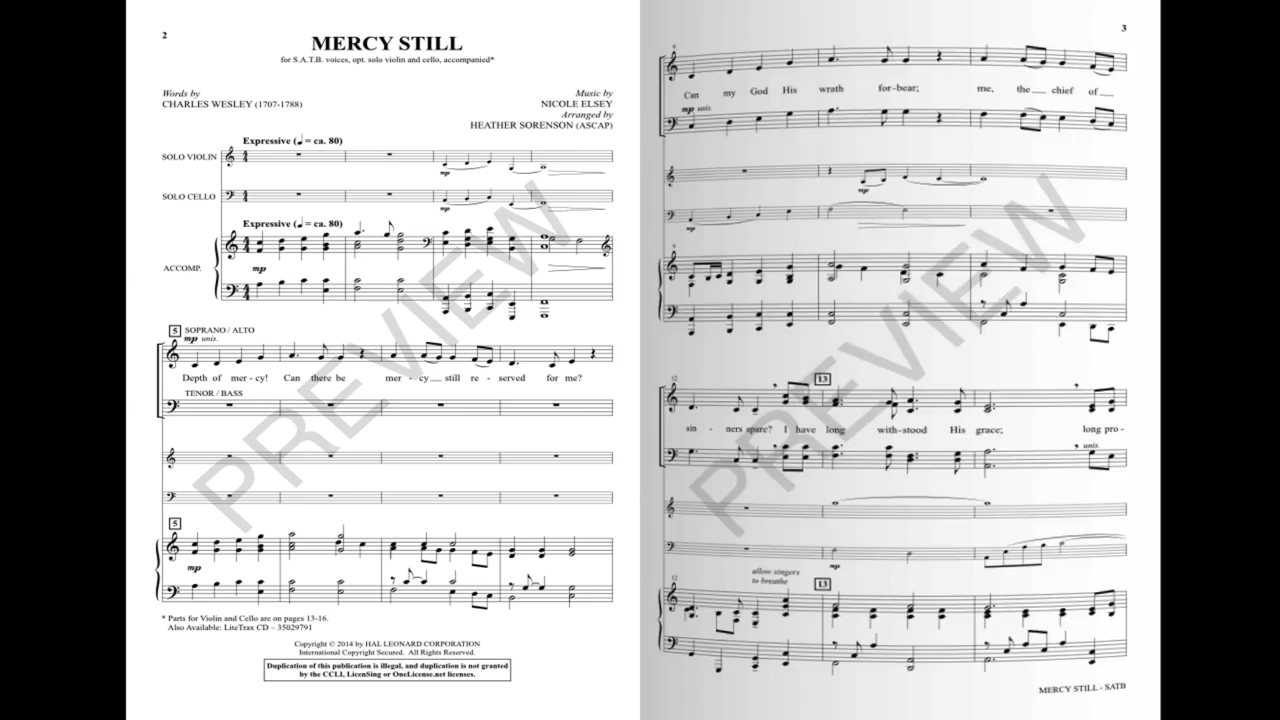 2
MERCY STILL
for S.A.T.B. voices, opt. solo violin and cello, accompanied*
Words by
CHARLES WESLEY (1707-1788)
Music by
NICOLE ELSEY
Arranged by
HEATHER SORENSON (ASCAP)
Expressive (♩ = ca. 80)
SOLO VIOLIN
mp
SOLO CELLO
mp
Expressive (♩ = ca. 80)
ACCOMP.
mp
5 SOPRANO / ALTO
mp unis.
Depth of mer - cy! Can there be mer - cy still re - served for me?
TENOR / BASS
5
mp
* Parts for Violin and Cello are on pages 13-16.
Also Available: LiteTrax CD – 35029791
Copyright © 2014 by HAL LEONARD CORPORATION
International Copyright Secured. All Rights Reserved.
Duplication of this publication is illegal, and duplication is not granted
by the CCLI, LicenSing or OneLicense.net licenses.
PREVIEW
3
9
Can my God His wrath for - bear; me, the chief of
mp unis
mp
mp
9
12
13
sin - ners spare? I have long with - stood His grace; long pro -
unis.
mp
allow singers
to breathe
12
13
MERCY STILL - SATB
PREVIEW